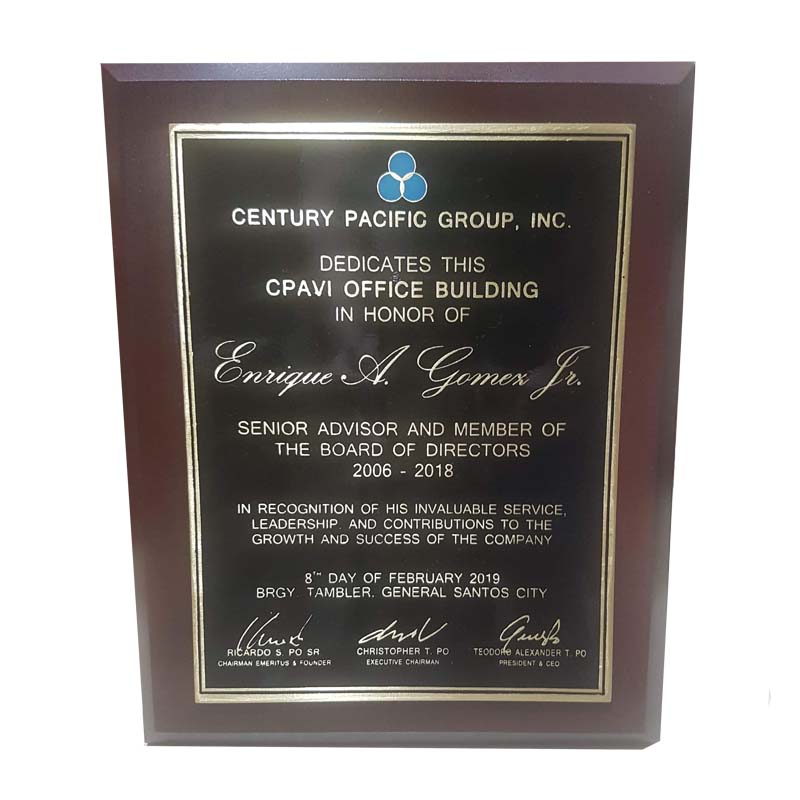 CENTURY PACIFIC GROUP, INC.
DEDICATES THIS
CPAVI OFFICE BUILDING
IN HONOR OF
Enrique A. Gomez Jr.
SENIOR ADVISOR AND MEMBER OF
THE BOARD OF DIRECTORS
2006 - 2018
IN RECOGNITION OF HIS INVALUABLE SERVICE,
LEADERSHIP, AND CONTRIBUTIONS TO THE
GROWTH AND SUCCESS OF THE COMPANY
8TH DAY OF FEBRUARY 2019
BRGY. TAMBLER, GENERAL SANTOS CITY
RICARDO S. PO SR CHRISTOPHER T. PO TEODORO ALEXANDER T. PO
CHAIRMAN EMERITUS & FOUNDER EXECUTIVE CHAIRMAN PRESIDENT & CEO